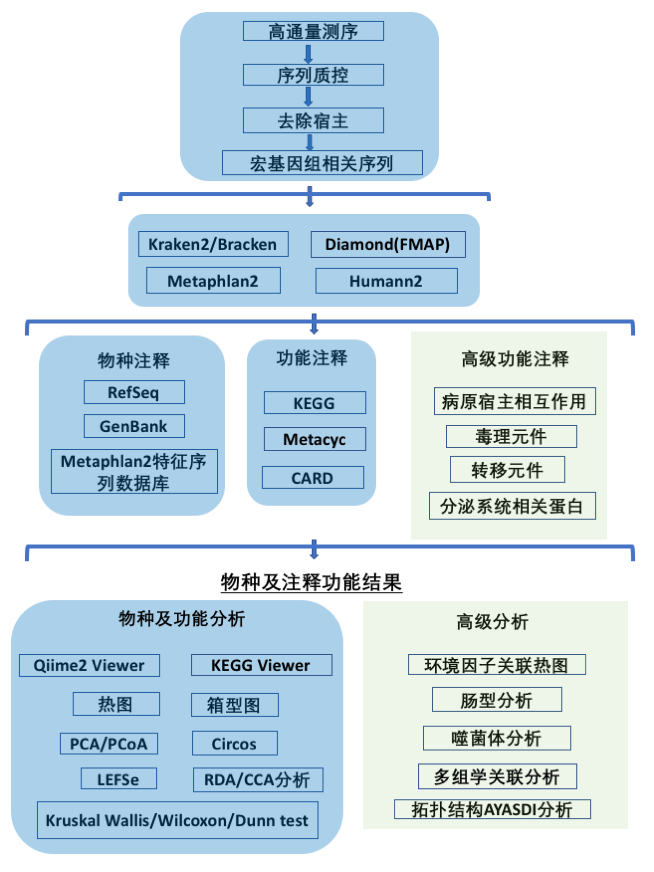 高通量测序
序列质控
去除宿主
宏基因组相关序列
Kraken2/Bracken
Diamond(FMAP)
Metaphlan2
Humann2
物种注释
RefSeq
GenBank
Metaphlan2特征序
列数据库
功能注释
KEGG
Metacyc
CARD
高级功能注释
病原宿主相互作用
毒理元件
转移元件
分泌系统相关蛋白
物种及注释功能结果
物种及功能分析
Qiime2 Viewer
KEGG Viewer
热图
箱型图
PCA/PCoA
Circos
LEFSe
RDA/CCA分析
Kruskal Wallis/Wilcoxon/Dunn test
高级分析
环境因子关联热图
肠型分析
噬菌体分析
多组学关联分析
拓扑结构AYASDI分析